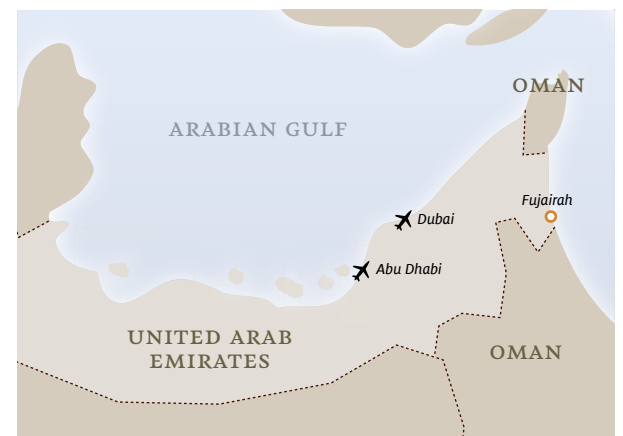 OMAN
ARABIAN GULF
Fujairah
Dubai
Abu Dhabi
UNITED ARAB
EMIRATES
OMAN